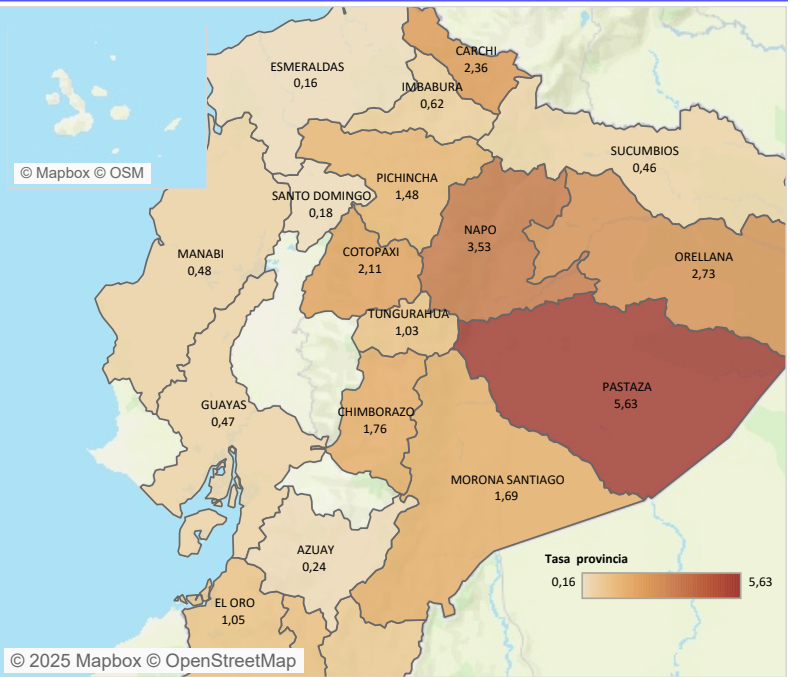 CARCHI
2,36
ESMERALDAS
0,16
IMBABURA
0,62
SUCUMBIOS
0,46
© Mapbox © OSM
PICHINCHA
1,48
SANTO DOMINGO
0,18
NAPO
3,53
MANABI
0,48
COTOPAXI
2,11
ORELLANA
2,73
TUNGURAHUA
1,03
PASTAZA
5,63
GUAYAS
0,47
CHIMBORAZO
1,76
MORONA SANTIAGO
1,69
AZUAY
0,24
Tasa provincia
0,16 5,63
EL ORO
1,05
© 2025 Mapbox © OpenStreetMap